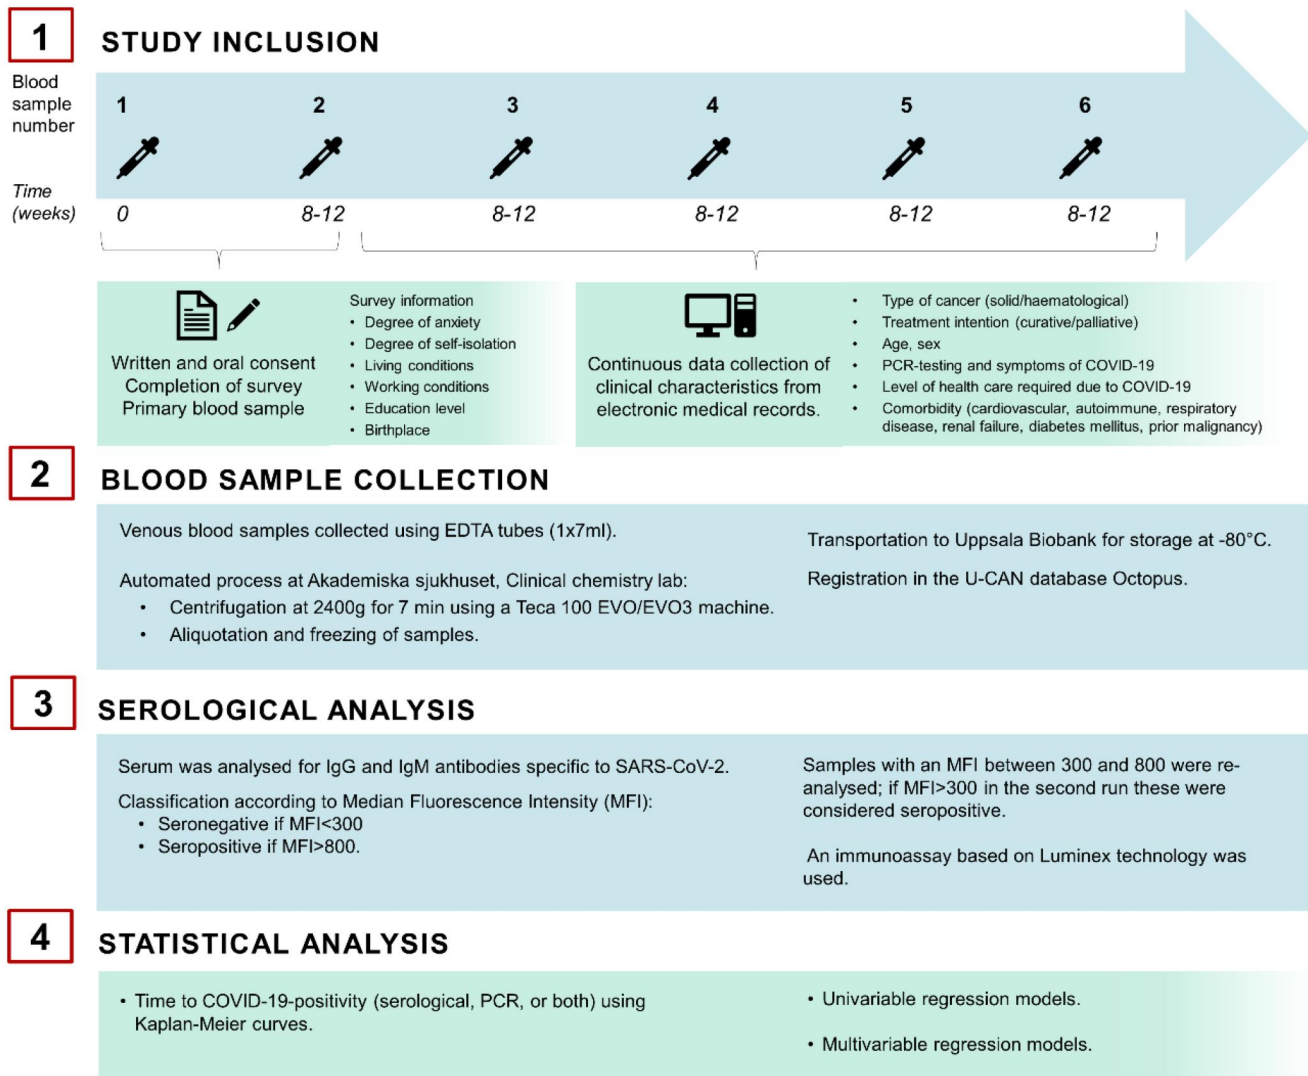 1
STUDY INCLUSION
Blood
sample
number
1 2 3 4 5 6
Time
(weeks)
0 8-12 8-12 8-12 8-12 8-12
Written and oral consent
Completion of survey
Primary blood sample
Survey information
• Degree of anxiety
• Degree of self-isolation
• Living conditions
• Working conditions
• Education level
• Birthplace
Continuous data collection of
clinical characteristics from
electronic medical records.
• Type of cancer (solid/haematological)
• Treatment intention (curative/palliative)
• Age, sex
• PCR-testing and symptoms of COVID-19
• Level of health care required due to COVID-19
• Comorbidity (cardiovascular, autoimmune, respiratory
disease, renal failure, diabetes mellitus, prior malignancy)
2
BLOOD SAMPLE COLLECTION
Venous blood samples collected using EDTA tubes (1x7ml).
Automated process at Akademiska sjukhuset, Clinical chemistry lab:
• Centrifugation at 2400g for 7 min using a Teca 100 EVO/EVO3 machine.
• Aliquotation and freezing of samples.
Transportation to Uppsala Biobank for storage at -80°C.
Registration in the U-CAN database Octopus.
3
SEROLOGICAL ANALYSIS
Serum was analysed for IgG and IgM antibodies specific to SARS-CoV-2.
Classification according to Median Fluorescence Intensity (MFI):
• Seronegative if MFI<300
• Seropositive if MFI>800.
Samples with an MFI between 300 and 800 were re-
analysed; if MFI>300 in the second run these were
considered seropositive.
An immunoassay based on Luminex technology was
used.
4
STATISTICAL ANALYSIS
• Time to COVID-19-positivity (serological, PCR, or both) using
Kaplan-Meier curves.
• Univariable regression models.
• Multivariable regression models.